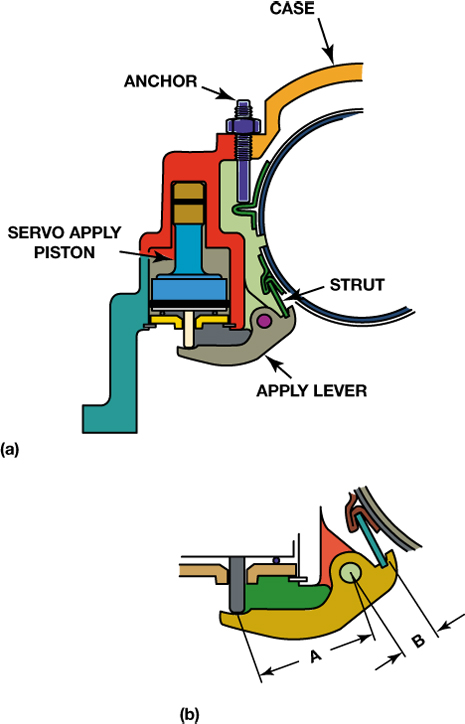 CASE
ANCHOR
SERVO APPLY
PISTON
STRUT
APPLY LEVER
(a)
A
B
(b)